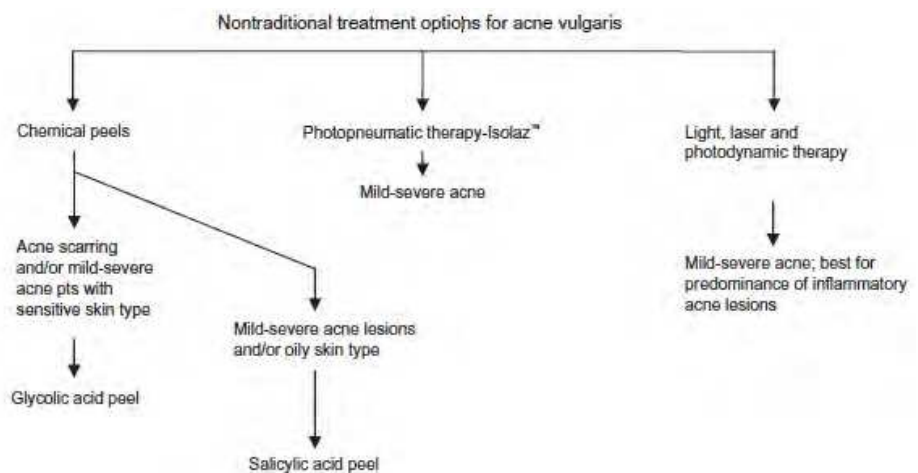 Nontraditional treatment options for acne vulgaris
Chemical peels
Photopneumatic therapy-Isolaz™
Light, laser and
photodynamic therapy
Mild-severe acne
Acne scarring
and/or mild-severe
acne pts with
sensitive skin type
Mild-severe acne; best for
predominance of inflammatory
acne lesions
Mild-severe acne lesions
and/or oily skin type
Glycolic acid peel
Salicylic acid peel